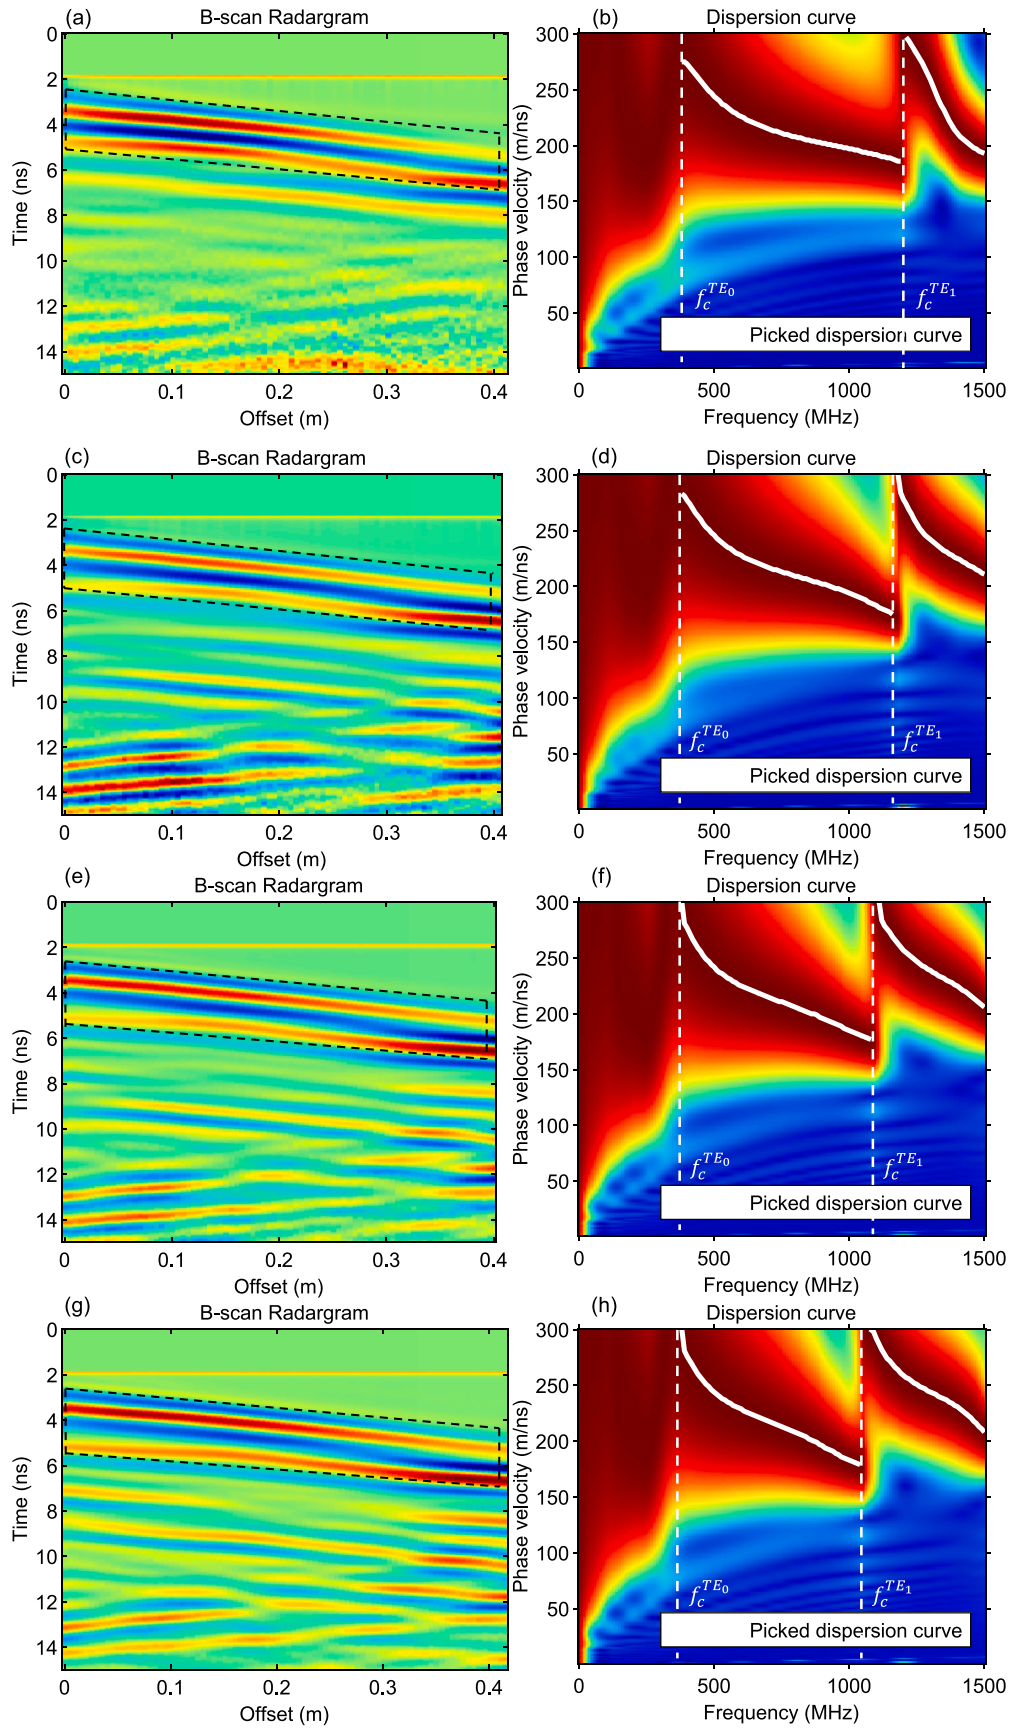 (a) B-scan Radargram
0
2
4
6
8
10
12
14
Time (ns)
0 0.1 0.2 0.3 0.4
Offset (m)
(b) Dispersion curve
300
250
200
150
100
50
Phase velocity (m/ns)
f_c^{TE_0}
f_c^{TE_1}
Picked dispersion curve
0 500 1000 1500
Frequency (MHz)
(c) B-scan Radargram
0
2
4
6
8
10
12
14
Time (ns)
0 0.1 0.2 0.3 0.4
Offset (m)
(d) Dispersion curve
300
250
200
150
100
50
Phase velocity (m/ns)
f_c^{TE_0}
f_c^{TE_1}
Picked dispersion curve
0 500 1000 1500
Frequency (MHz)
(e) B-scan Radargram
0
2
4
6
8
10
12
14
Time (ns)
0 0.1 0.2 0.3 0.4
Offset (m)
(f) Dispersion curve
300
250
200
150
100
50
Phase velocity (m/ns)
f_c^{TE_0}
f_c^{TE_1}
Picked dispersion curve
0 500 1000 1500
Frequency (MHz)
(g) B-scan Radargram
0
2
4
6
8
10
12
14
Time (ns)
0 0.1 0.2 0.3 0.4
Offset (m)
(h) Dispersion curve
300
250
200
150
100
50
Phase velocity (m/ns)
f_c^{TE_0}
f_c^{TE_1}
Picked dispersion curve
0 500 1000 1500
Frequency (MHz)